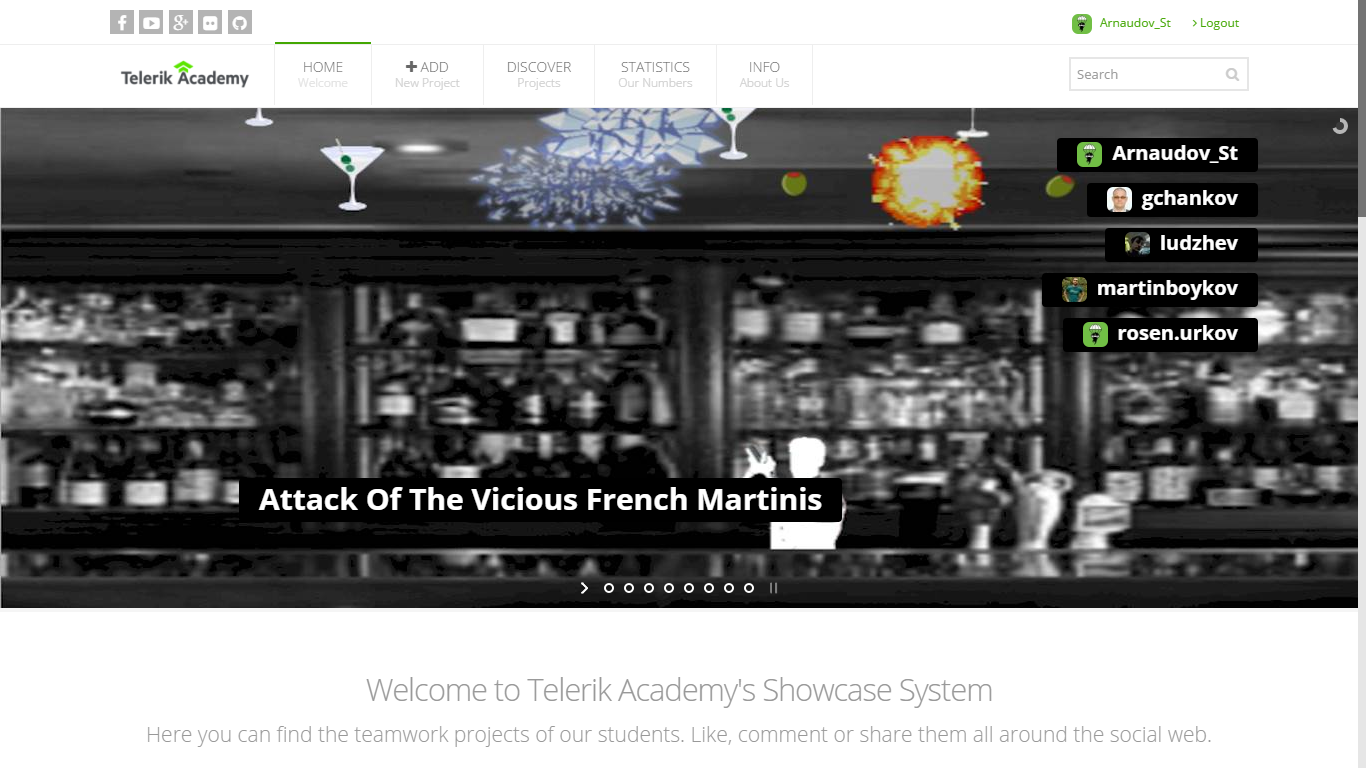 Arnaudov_St
Logout
Telerik Academy
HOME
Welcome
ADD
New Project
DISCOVER
Projects
STATISTICS
Our Numbers
INFO
About Us
Search
Arnaudov_St
gchankov
ludzhev
martinboykov
rosen.urkov
Attack Of The Vicious French Martinis
Welcome to Telerik Academy's Showcase System
Here you can find the teamwork projects of our students. Like, comment or share them all around the social web.